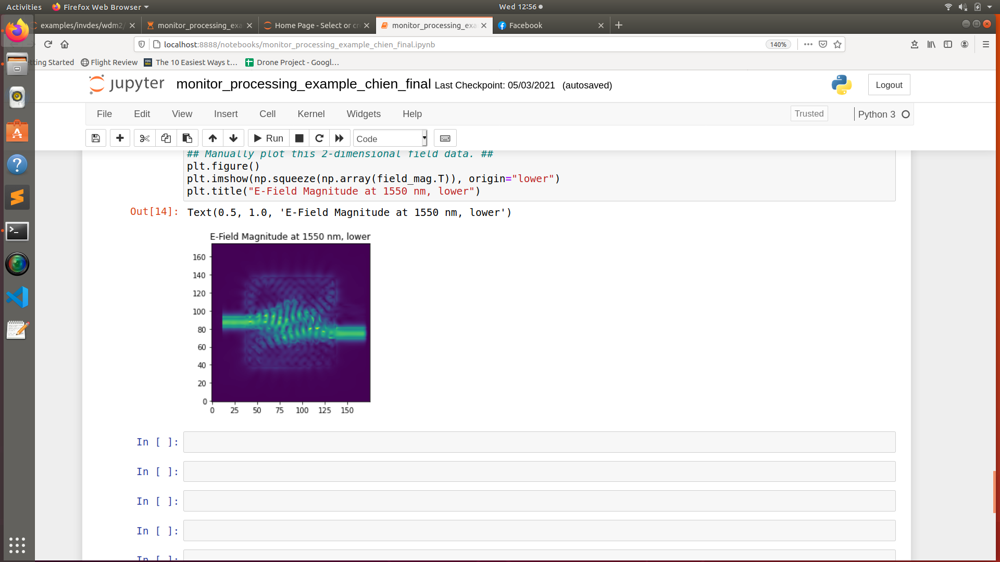 Activities Firefox Web Browser Wed 12:56
examples/invdes/wdm2/ monitor_processing_exa Home Page - Select or cr monitor_processing_exa Facebook
localhost:8888/notebooks/monitor_processing_example_chien_final.ipynb 140%
tting Started Flight Review The 10 Easiest Ways t… Drone Project - Googl…
jupyter monitor_processing_example_chien_final Last Checkpoint: 05/03/2021 (autosaved) Logout
File Edit View Insert Cell Kernel Widgets Help Trusted Python 3
Run Code
## Manually plot this 2-dimensional field data. ##
plt.figure()
plt.imshow(np.squeeze(np.array(field_mag.T)), origin="lower")
plt.title("E-Field Magnitude at 1550 nm, lower")
Out[14]: Text(0.5, 1.0, 'E-Field Magnitude at 1550 nm, lower')
E-Field Magnitude at 1550 nm, lower
160
140
120
100
80
60
40
20
0
0 25 50 75 100 125 150
In [ ]:
In [ ]:
In [ ]:
In [ ]:
In [ ]: